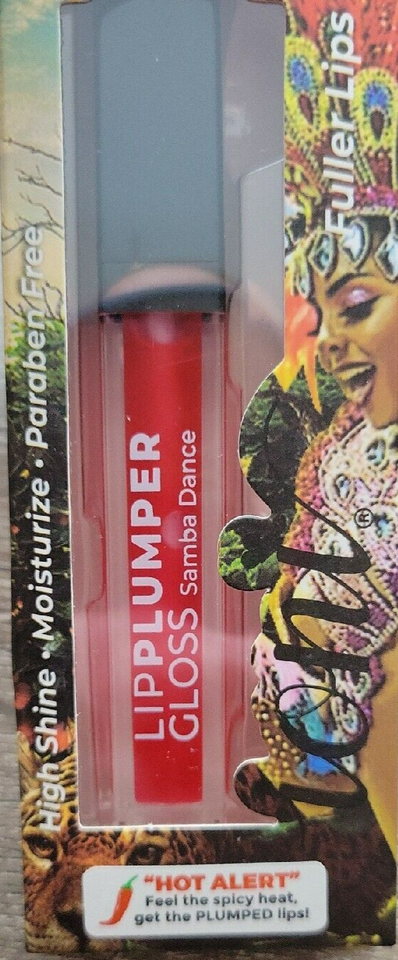 Fuller Lips
High Shine • Moisturize • Paraben Free
LIPPLUMPER
GLOSS Samba Dance
iENVY
®
"HOT ALERT"
Feel the spicy heat,
get the PLUMPED lips!